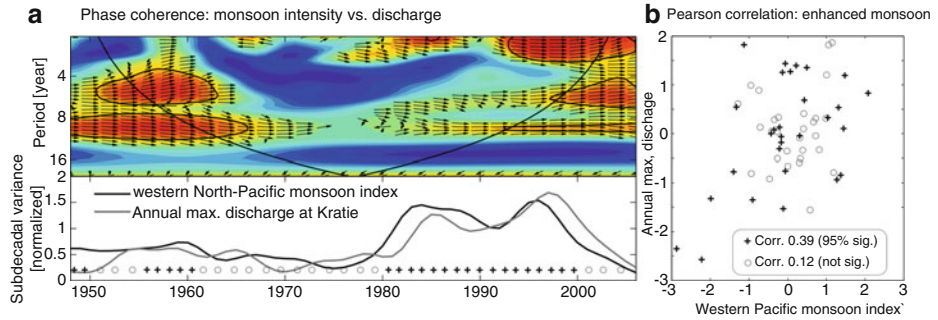 a Phase coherence: monsoon intensity vs. discharge
Period [year]
4
8
16
2
Subdecadal variance
[normalized]
1.5
1
0.5
0
western North-Pacific monsoon index
Annual max. discharge at Kratie
1950 1960 1970 1980 1990 2000
b Pearson correlation: enhanced monsoon
Annual max, discharge
2
1
0
-1
-2
-3
Corr. 0.39 (95% sig.)
Corr. 0.12 (not sig.)
-3 -2 -1 0 1 2 3
Western Pacific monsoon index`